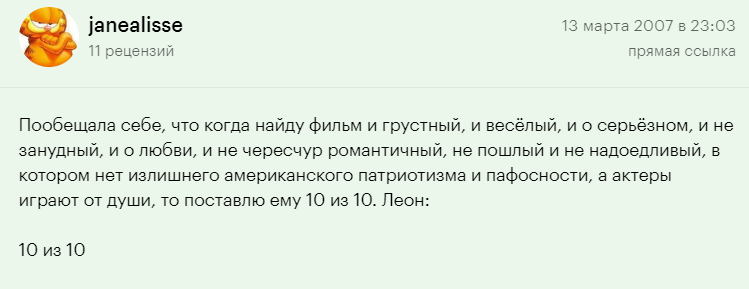 janealisse
13 марта 2007 в 23:03
11 рецензий
прямая ссылка
Пообещала себе, что когда найду фильм и грустный, и весёлый, и о серьёзном, и не
занудный, и о любви, и не чересчур романтичный, не пошлый и не надоедливый, в
котором нет излишнего американского патриотизма и пафосности, а актеры
играют от души, то поставлю ему 10 из 10. Леон:
10 из 10